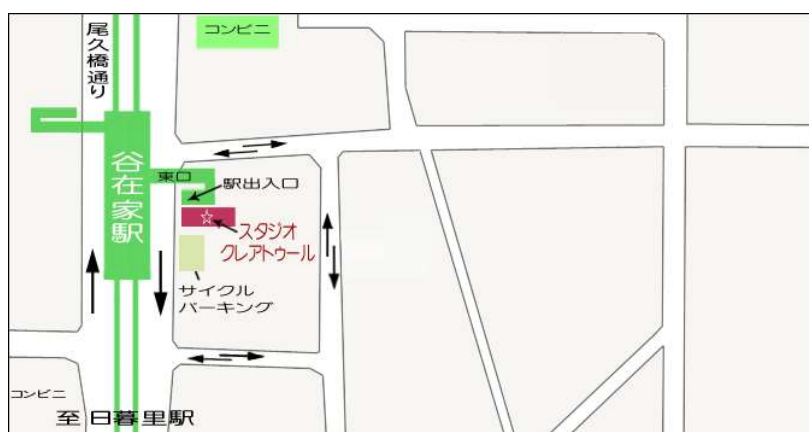 コンビニ
尾久橋通り
谷在家駅
東口
駅出入口
☆スタジオ
クレアトゥール
サイクル
パーキング
コンビニ
至 日暮里駅